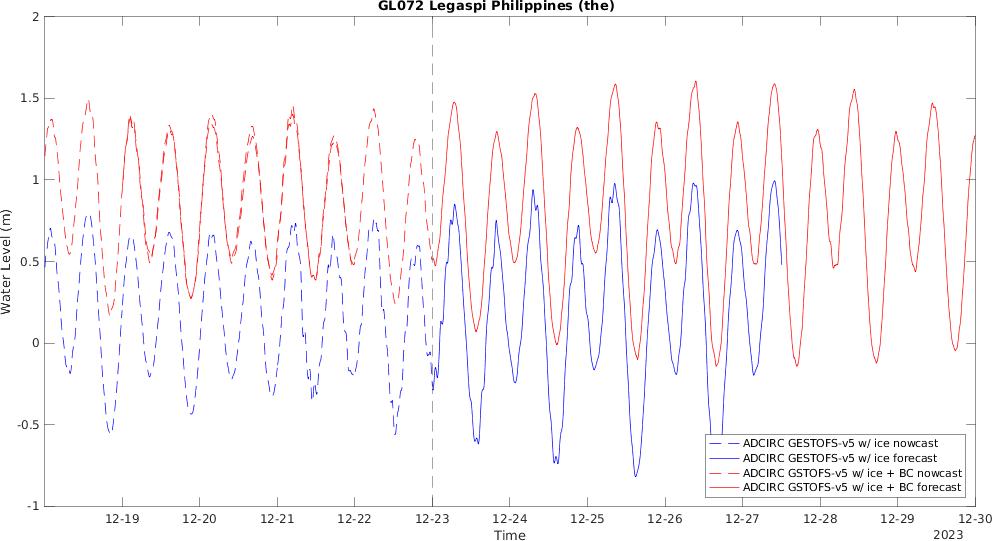 GL072 Legaspi Philippines (the)
2
1.5
1
0.5
0
-0.5
-1
Water Level (m)
12-19 12-20 12-21 12-22 12-23 12-24 12-25 12-26 12-27 12-28 12-29 12-30
Time
2023
ADCIRC GESTOFS-v5 w/ ice nowcast
ADCIRC GESTOFS-v5 w/ ice forecast
ADCIRC GSTOFS-v5 w/ ice + BC nowcast
ADCIRC GSTOFS-v5 w/ ice + BC forecast